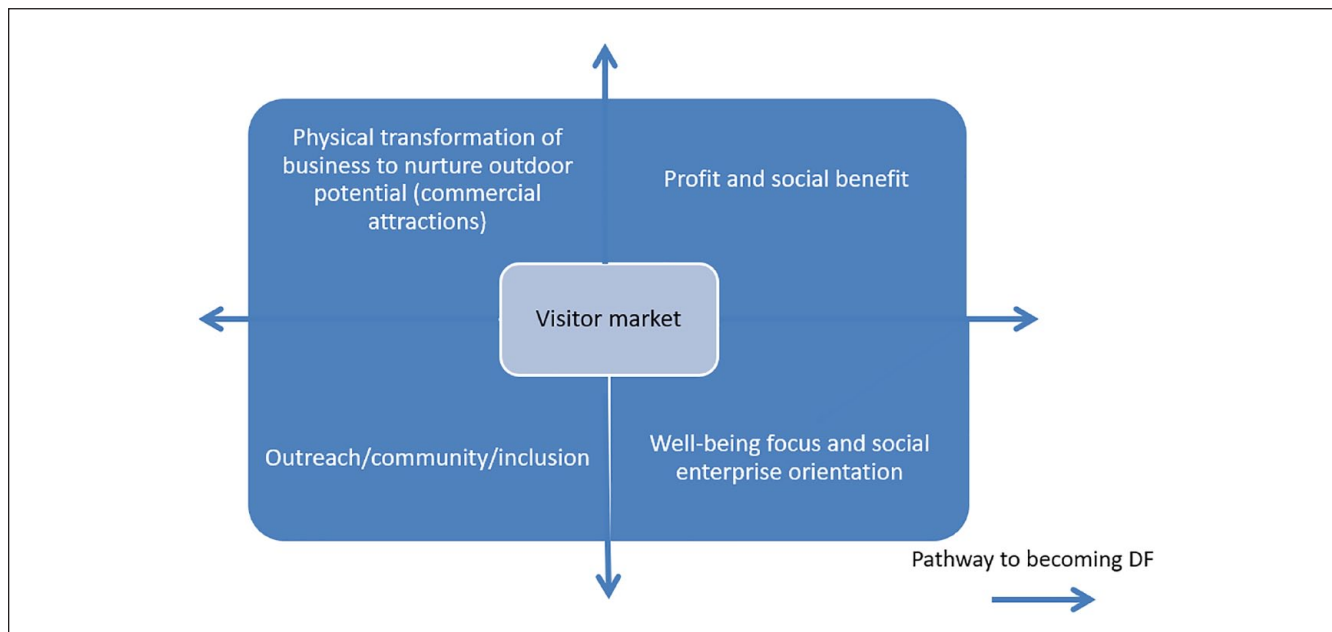 Physical transformation of
business to nurture outdoor
potential (commercial
attractions)
Profit and social benefit
Visitor market
Outreach/community/inclusion
Well-being focus and social
enterprise orientation
Pathway to becoming DF